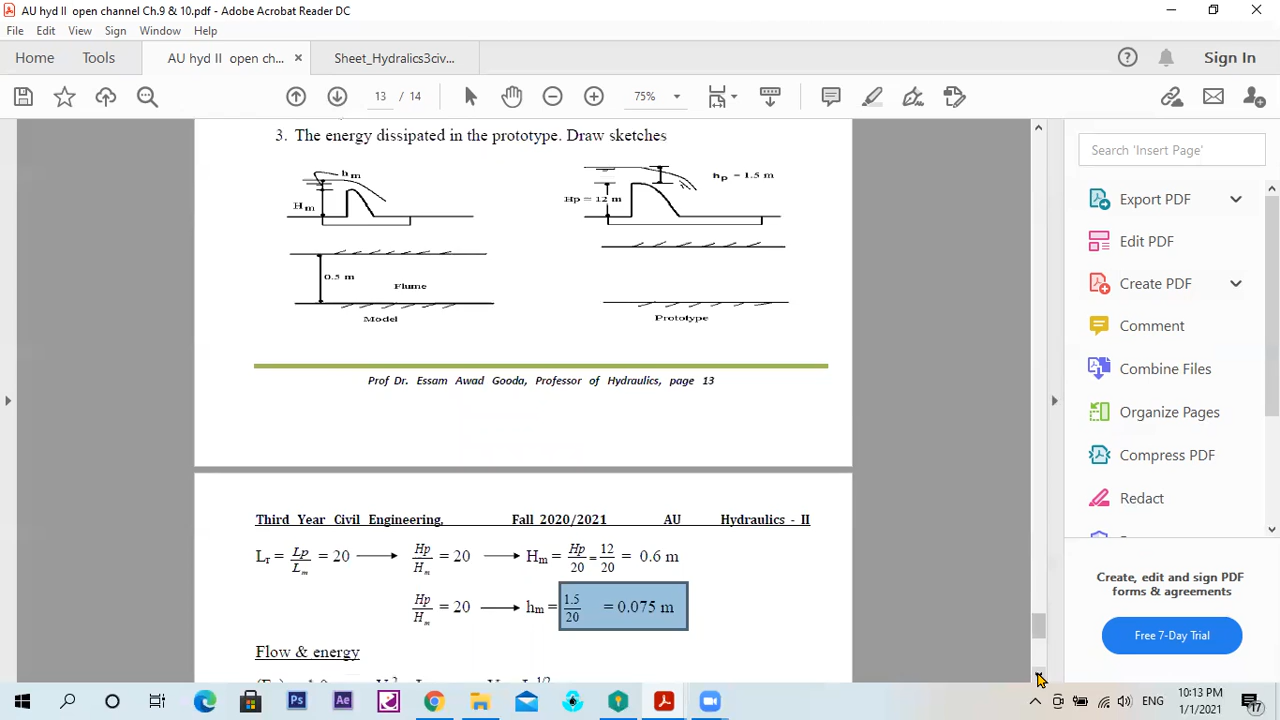 AU hyd II open channel Ch.9 & 10.pdf - Adobe Acrobat Reader DC
File Edit View Sign Window Help
Home Tools AU hyd II open ch... × Sheet_Hydralics3civ... Sign In
13 / 14 75%
3. The energy dissipated in the prototype. Draw sketches
hm
Hm
hp = 1.5 m
Hp = 12 m
0.5 m
Flume
Model
Prototype
Prof Dr. Essam Awad Gooda, Professor of Hydraulics, page 13
Third Year Civil Engineering, Fall 2020/2021 AU Hydraulics - II
Lr = Lp/Lm = 20 → Hp/Hm = 20 → Hm = Hp/20 = 12/20 = 0.6 m
Hp/Hm = 20 → hm = 1.5/20 = 0.075 m
Flow & energy
Search 'Insert Page'
Export PDF
Edit PDF
Create PDF
Comment
Combine Files
Organize Pages
Compress PDF
Redact
Create, edit and sign PDF
forms & agreements
Free 7-Day Trial
Ps Ae
ENG
10:13 PM
1/1/2021
17